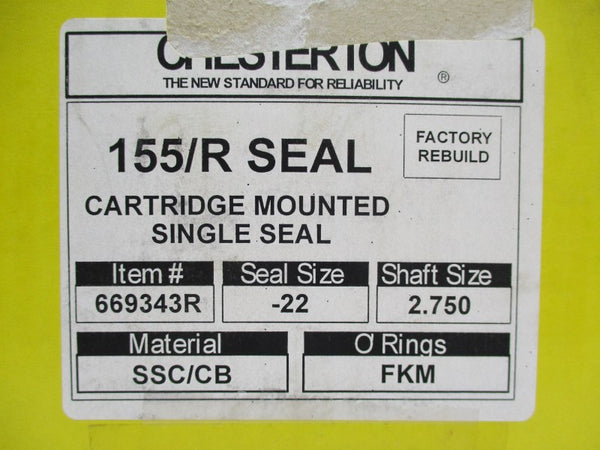 CHESTERTON
THE NEW STANDARD FOR RELIABILITY ®
155/R SEAL
FACTORY
REBUILD
CARTRIDGE MOUNTED
SINGLE SEAL
Item # Seal Size Shaft Size
669343R -22 2.750
Material O' Rings
SSC/CB FKM